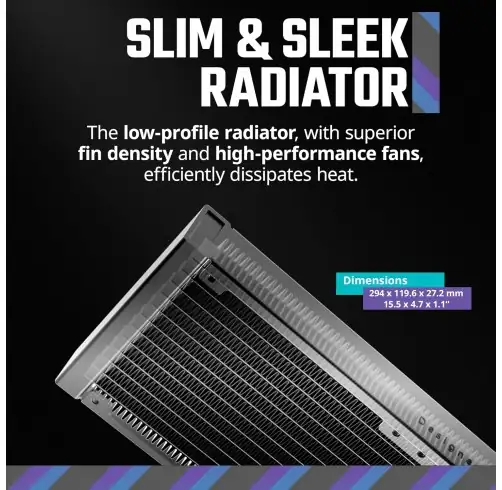 SLIM & SLEEK
RADIATOR
The low-profile radiator, with superior
fin density and high-performance fans,
efficiently dissipates heat.
Dimensions
294 x 119.6 x 27.2 mm
15.5 x 4.7 x 1.1"